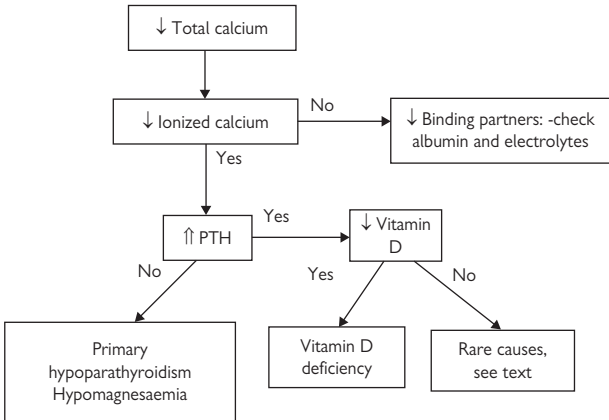 ↓ Total calcium
↓ Ionized calcium
No
↓ Binding partners: -check
albumin and electrolytes
Yes
⇑ PTH
Yes
↓ Vitamin
D
No
Yes
No
Primary
hypoparathyroidism
Hypomagnesaemia
Vitamin D
deficiency
Rare causes,
see text